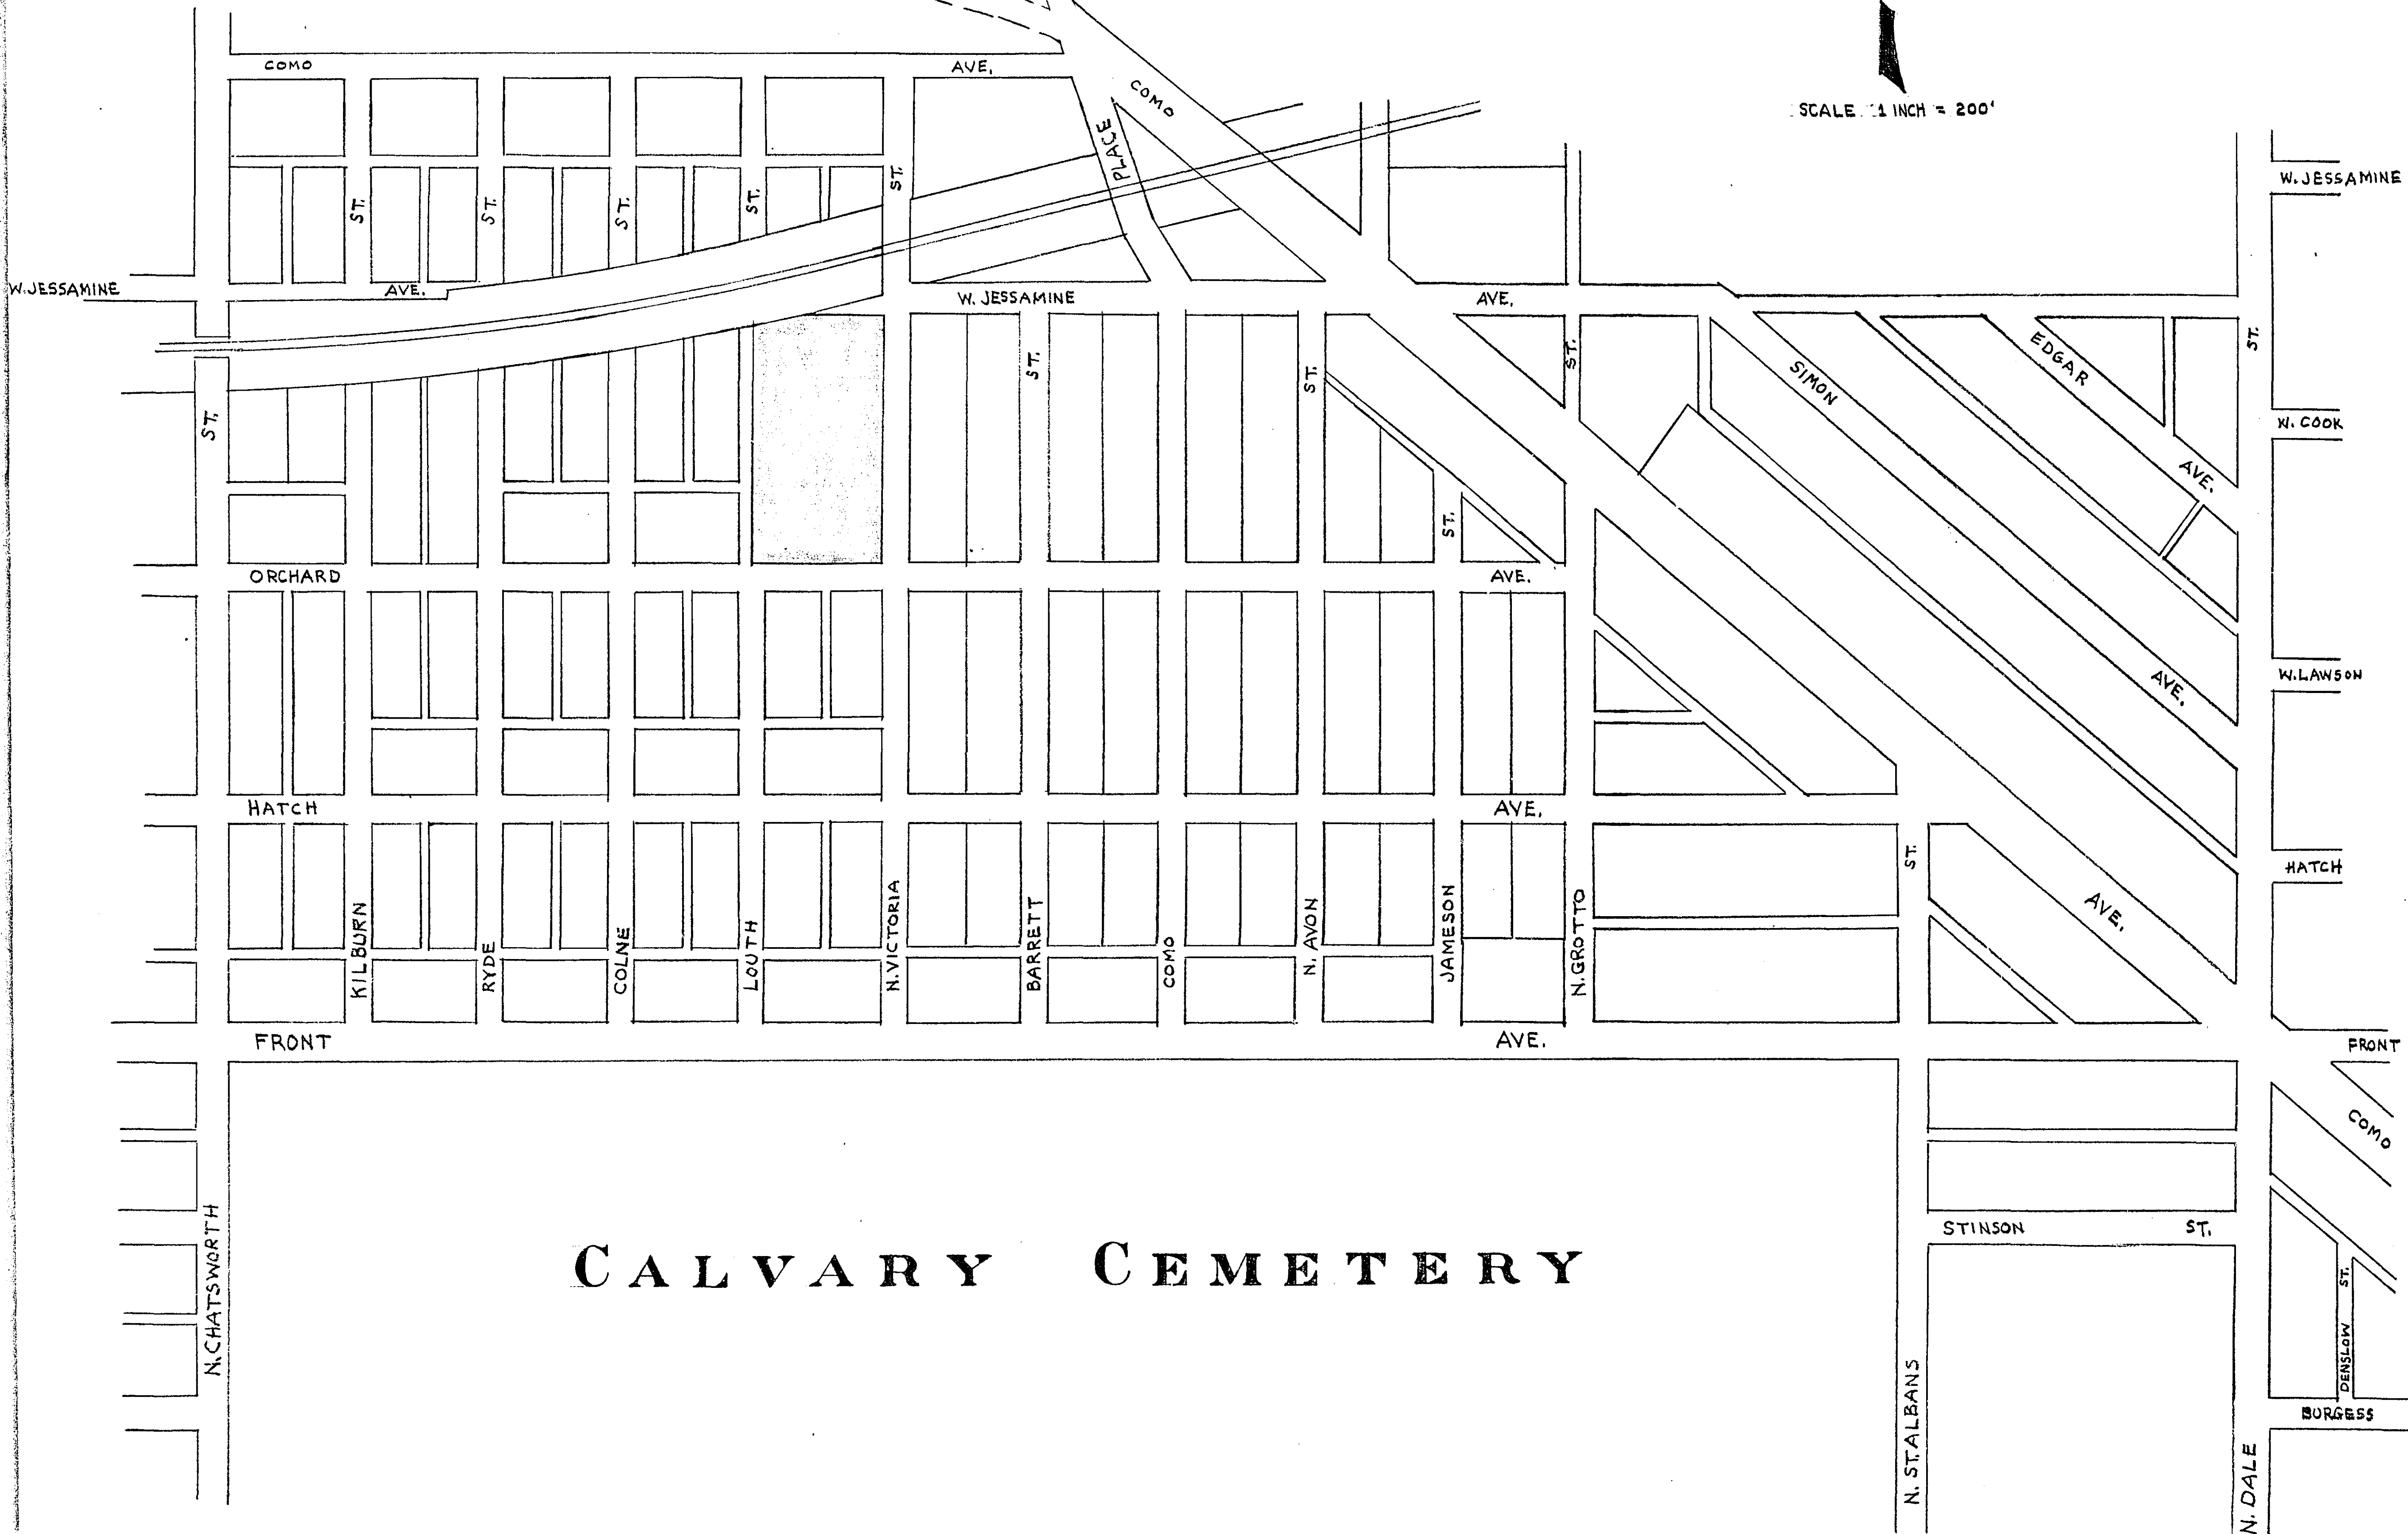 COMO AVE.
COMO
SCALE 1 INCH = 200'
PLACE
W. JESSAMINE
ST.
ST.
ST.
ST.
ST.
W. JESSAMINE AVE.
W. JESSAMINE AVE.
ST.
ST.
ST.
ST.
ST.
EDGAR AVE.
SIMON AVE.
W. COOK
ST.
ORCHARD AVE.
W. LAWSON
HATCH AVE.
ST.
HATCH
AVE.
KILBURN
RYDE
COLNE
LOUTH
N. VICTORIA
BARRETT
COMO
N. AVON
JAMESON
N. GROTTO
FRONT AVE.
FRONT
COMO
N. CHATSWORTH
STINSON ST.
CALVARY CEMETERY
DENSLOW ST.
N. ST. ALBANS
BURGESS
N. DALE